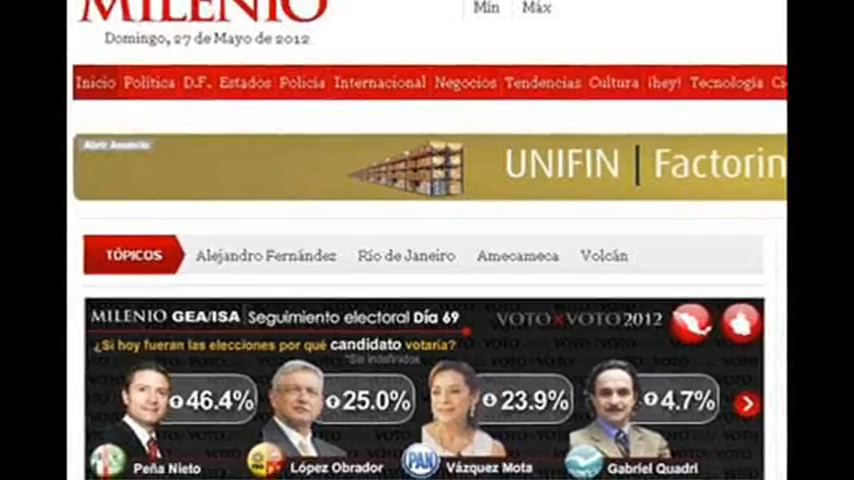 MILENIO
Mín Máx
Domingo, 27 de Mayo de 2012
Inicio Política D.F. Estados Policía Internacional Negocios Tendencias Cultura ¡hey! Tecnología Ci
Abrir Anuncio
UNIFIN | Factorin
TÓPICOS Alejandro Fernández Río de Janeiro Amecameca Volcán
MILENIO GEA/ISA Seguimiento electoral Día 69 VOTO X VOTO 2012
¿Si hoy fueran las elecciones por qué candidato votaría?
*Sin indefinidos
46.4% 25.0% 23.9% 4.7%
Peña Nieto PRD López Obrador PAN Vázquez Mota Gabriel Quadri